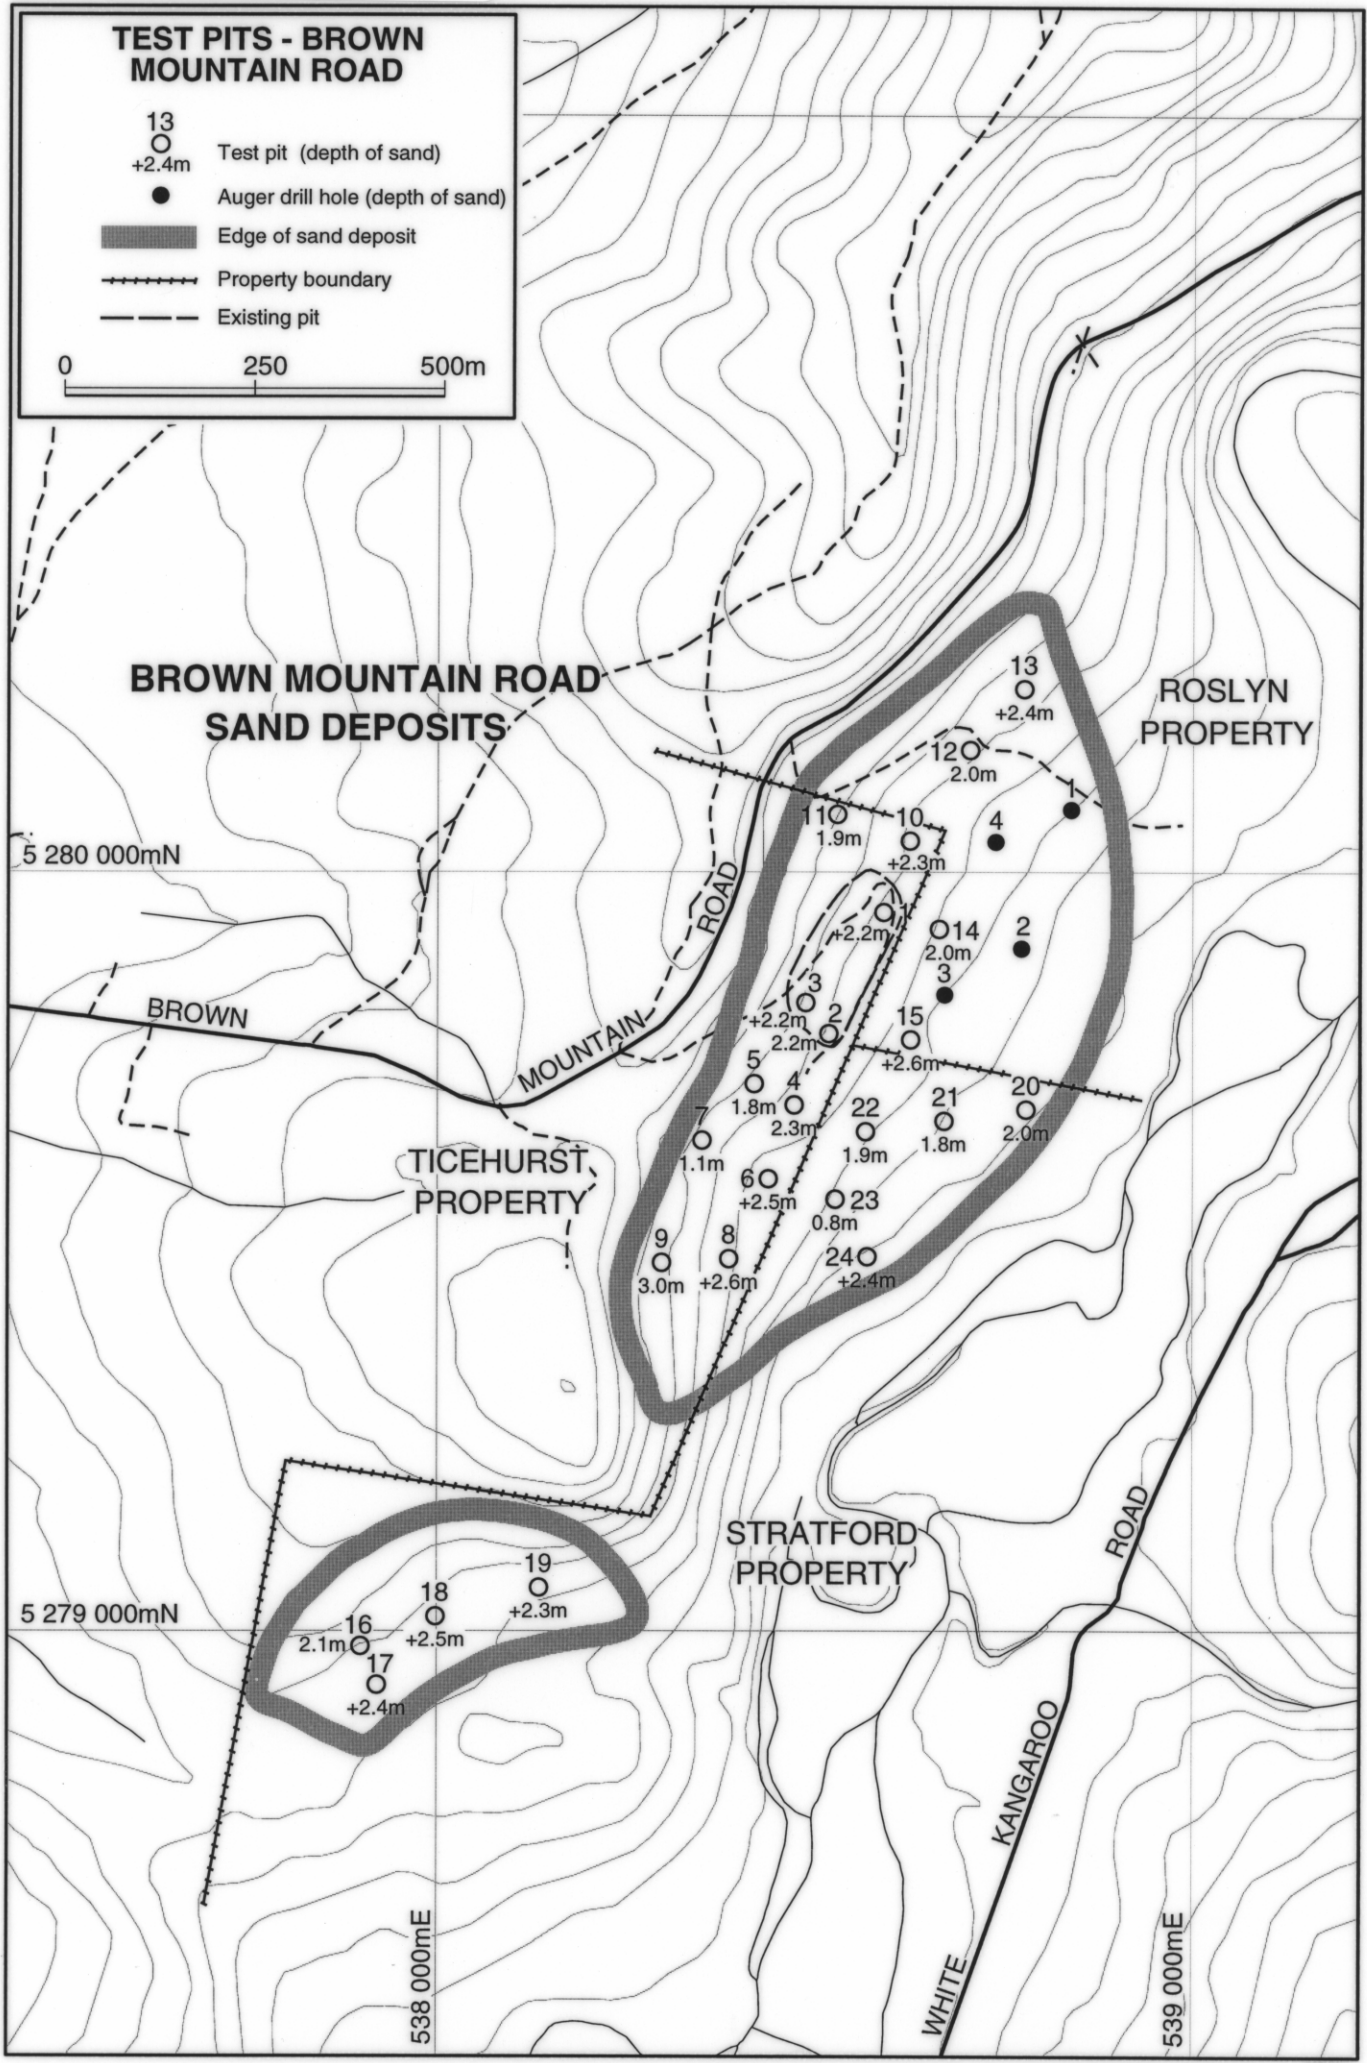 TEST PITS - BROWN
MOUNTAIN ROAD
13
+2.4m
Test pit (depth of sand)
Auger drill hole (depth of sand)
Edge of sand deposit
Property boundary
Existing pit
0 250 500m
BROWN MOUNTAIN ROAD
SAND DEPOSITS
ROSLYN
PROPERTY
13
+2.4m
12
2.0m
1
11
1.9m
10
+2.3m
4
5 280 000mN
ROAD
1
+2.2m
14
2.0m
2
3
3
+2.2m
2
2.2m
15
+2.6m
BROWN
MOUNTAIN
5
1.8m
4
2.3m
22
1.9m
21
1.8m
20
2.0m
7
1.1m
TICEHURST
PROPERTY
6
+2.5m
23
0.8m
9
3.0m
8
+2.6m
24
+2.4m
STRATFORD
PROPERTY
ROAD
19
+2.3m
18
+2.5m
5 279 000mN
16
2.1m
17
+2.4m
KANGAROO
WHITE
538 000mE
539 000mE